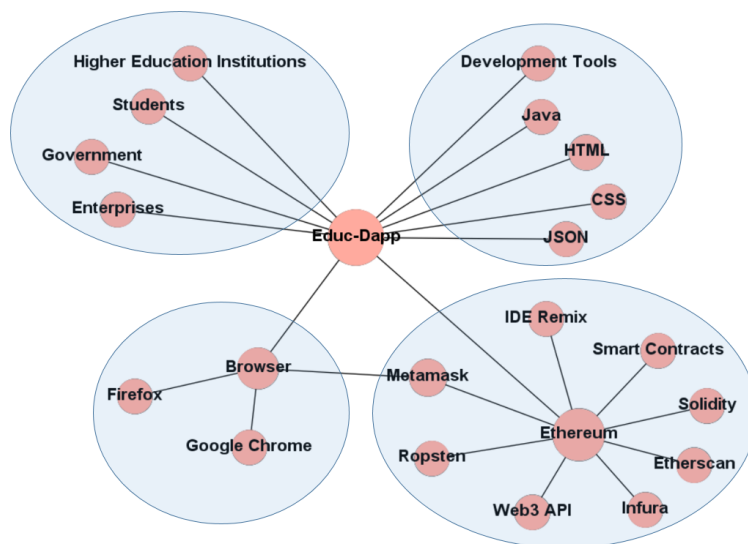 Higher Education Institutions
Students
Government
Enterprises
Development Tools
Java
HTML
CSS
JSON
Educ-Dapp
Browser
Firefox
Google Chrome
IDE Remix
Smart Contracts
Metamask
Solidity
Ethereum
Ropsten
Etherscan
Web3 API
Infura